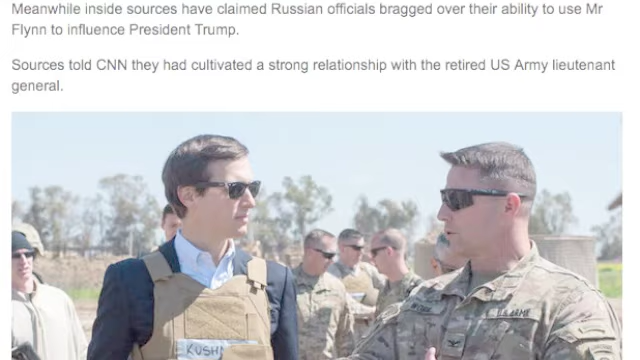 Meanwhile inside sources have claimed Russian officials bragged over their ability to use Mr
Flynn to influence President Trump.
Sources told CNN they had cultivated a strong relationship with the retired US Army lieutenant
general.
KUSH
U.S. ARMY